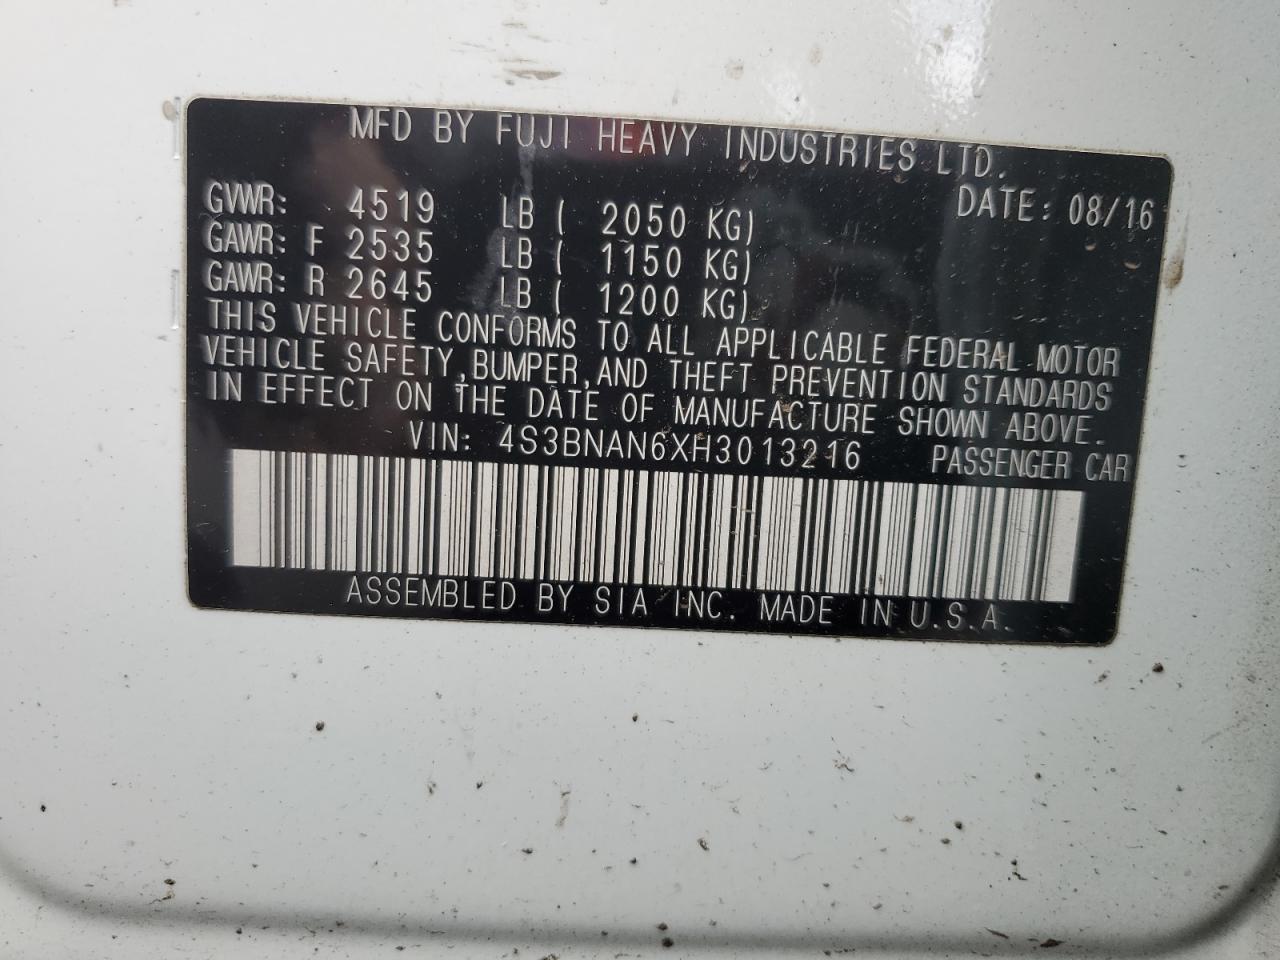 MFD BY FUJI HEAVY INDUSTRIES LTD.
DATE: 08/16
GVWR: 4519 LB ( 2050 KG)
GAWR: F 2535 LB ( 1150 KG)
GAWR: R 2645 LB ( 1200 KG)
THIS VEHICLE CONFORMS TO ALL APPLICABLE FEDERAL MOTOR
VEHICLE SAFETY,BUMPER,AND THEFT PREVENTION STANDARDS
IN EFFECT ON THE DATE OF MANUFACTURE SHOWN ABOVE.
VIN: 4S3BNAN6XH3013216 PASSENGER CAR
ASSEMBLED BY SIA INC. MADE IN U.S.A.